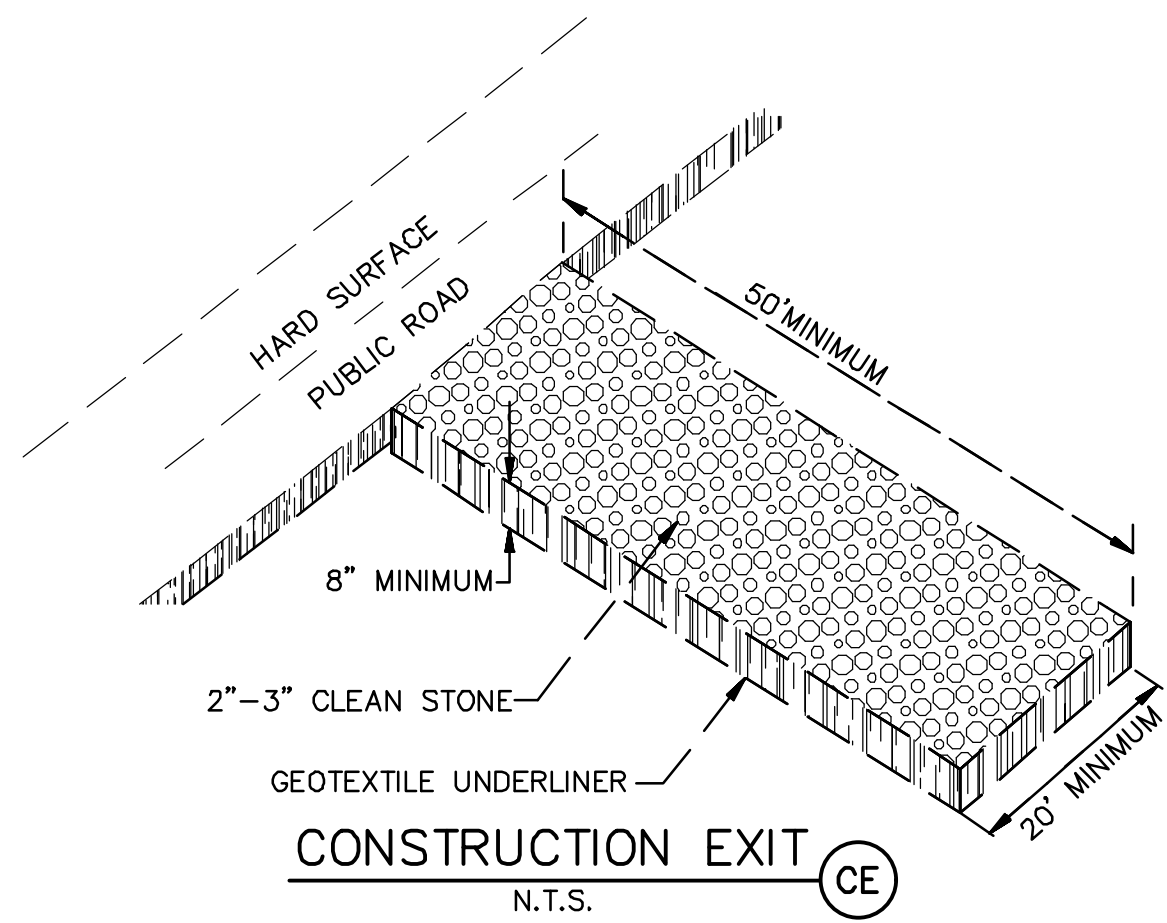 HARD SURFACE
PUBLIC ROAD
50'MINIMUM
8" MINIMUM
2"-3" CLEAN STONE
GEOTEXTILE UNDERLINER
20' MINIMUM
CONSTRUCTION EXIT
CE
N.T.S.